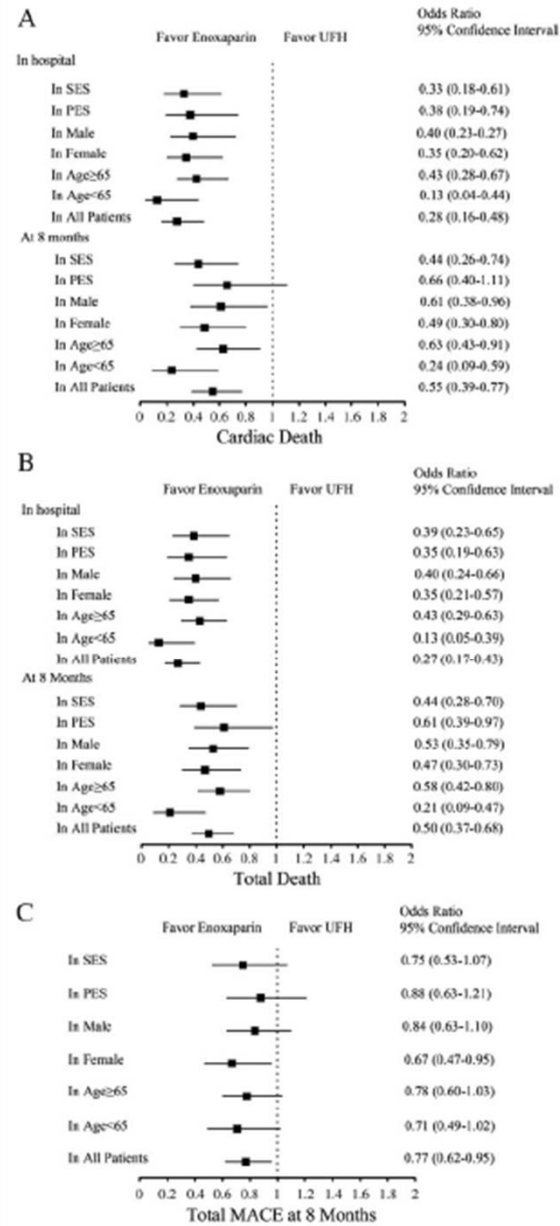 A
Odds Ratio
Favor Enoxaparin Favor UFH 95% Confidence Interval
In hospital
In SES 0.33 (0.18-0.61)
In PES 0.38 (0.19-0.74)
In Male 0.40 (0.23-0.27)
In Female 0.35 (0.20-0.62)
In Age≥65 0.43 (0.28-0.67)
In Age<65 0.13 (0.04-0.44)
In All Patients 0.28 (0.16-0.48)
At 8 months
In SES 0.44 (0.26-0.74)
In PES 0.66 (0.40-1.11)
In Male 0.61 (0.38-0.96)
In Female 0.49 (0.30-0.80)
In Age≥65 0.63 (0.43-0.91)
In Age<65 0.24 (0.09-0.59)
In All Patients 0.55 (0.39-0.77)
0 0.2 0.4 0.6 0.8 1 1.2 1.4 1.6 1.8 2
Cardiac Death
B
Odds Ratio
Favor Enoxaparin Favor UFH 95% Confidence Interval
In hospital
In SES 0.39 (0.23-0.65)
In PES 0.35 (0.19-0.63)
In Male 0.40 (0.24-0.66)
In Female 0.35 (0.21-0.57)
In Age≥65 0.43 (0.29-0.63)
In Age<65 0.13 (0.05-0.39)
In All Patients 0.27 (0.17-0.43)
At 8 Months
In SES 0.44 (0.28-0.70)
In PES 0.61 (0.39-0.97)
In Male 0.53 (0.35-0.79)
In Female 0.47 (0.30-0.73)
In Age≥65 0.58 (0.42-0.80)
In Age<65 0.21 (0.09-0.47)
In All Patients 0.50 (0.37-0.68)
0 0.2 0.4 0.6 0.8 1 1.2 1.4 1.6 1.8 2
Total Death
C
Odds Ratio
Favor Enoxaparin Favor UFH 95% Confidence Interval
In SES 0.75 (0.53-1.07)
In PES 0.88 (0.63-1.21)
In Male 0.84 (0.63-1.10)
In Female 0.67 (0.47-0.95)
In Age≥65 0.78 (0.60-1.03)
In Age<65 0.71 (0.49-1.02)
In All Patients 0.77 (0.62-0.95)
0 0.2 0.4 0.6 0.8 1 1.2 1.4 1.6 1.8 2
Total MACE at 8 Months